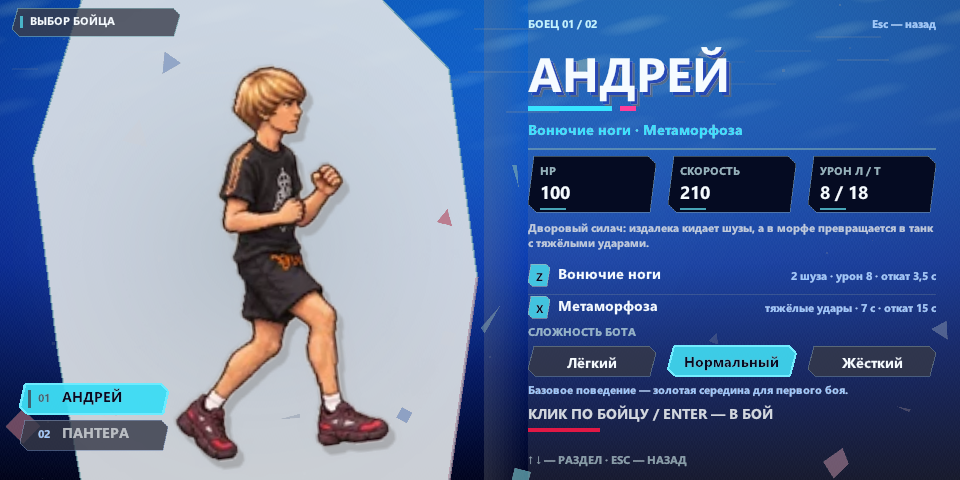 ВЫБОР БОЙЦА
01 АНДРЕЙ
02 ПАНТЕРА
БОЕЦ 01 / 02
Esc — назад
АНДРЕЙ
Вонючие ноги · Метаморфоза
HP
100
СКОРОСТЬ
210
УРОН Л / Т
8 / 18
Дворовый силач: издалека кидает шузы, а в морфе превращается в танк
с тяжёлыми ударами.
Z Вонючие ноги 2 шуза · урон 8 · откат 3,5 с
X Метаморфоза тяжёлые удары · 7 с · откат 15 с
СЛОЖНОСТЬ БОТА
Лёгкий Нормальный Жёсткий
Базовое поведение — золотая середина для первого боя.
КЛИК ПО БОЙЦУ / ENTER — В БОЙ
↑ ↓ — РАЗДЕЛ · ESC — НАЗАД